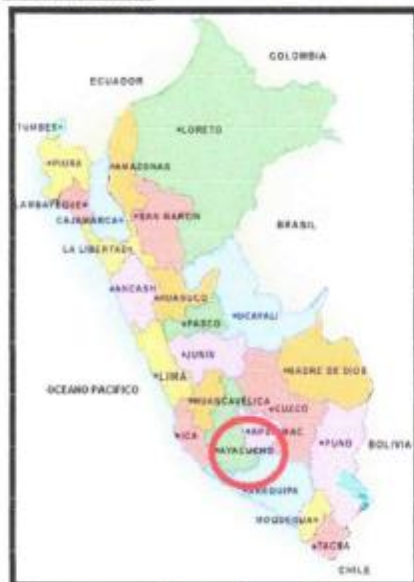 COLOMBIA
ECUADOR
TUMBES
LORETO
PIURA
AMAZONAS
LAMBAYEQUE
CAJAMARCA
SAN MARTIN
BRASIL
LA LIBERTAD
ANCASH
HUANUCO
UCAYALI
PASCO
JUNIN
MADRE DE DIOS
LIMA
OCEANO PACIFICO
HUANCAVELICA
CUZCO
APURIMAC
ICA
AYACUCHO
PUNO
BOLIVIA
AREQUIPA
MOQUEGUA
TACNA
CHILE